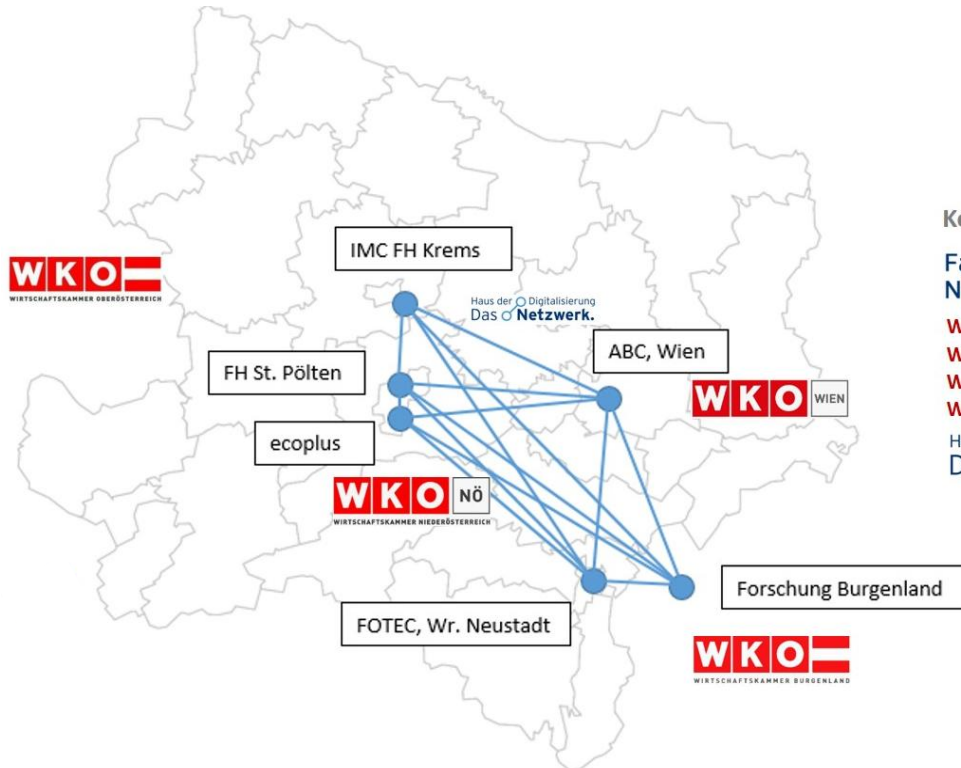 IMC FH Krems
WKO
WIRTSCHAFTSKAMMER OBERÖSTERREICH
Haus der Digitalisierung
Das Netzwerk.
ABC, Wien
FH St. Pölten
WKO WIEN
ecoplus
WKO NÖ
WIRTSCHAFTSKAMMER NIEDERÖSTERREICH
Forschung Burgenland
FOTEC, Wr. Neustadt
WKO
WIRTSCHAFTSKAMMER BURGENLAND